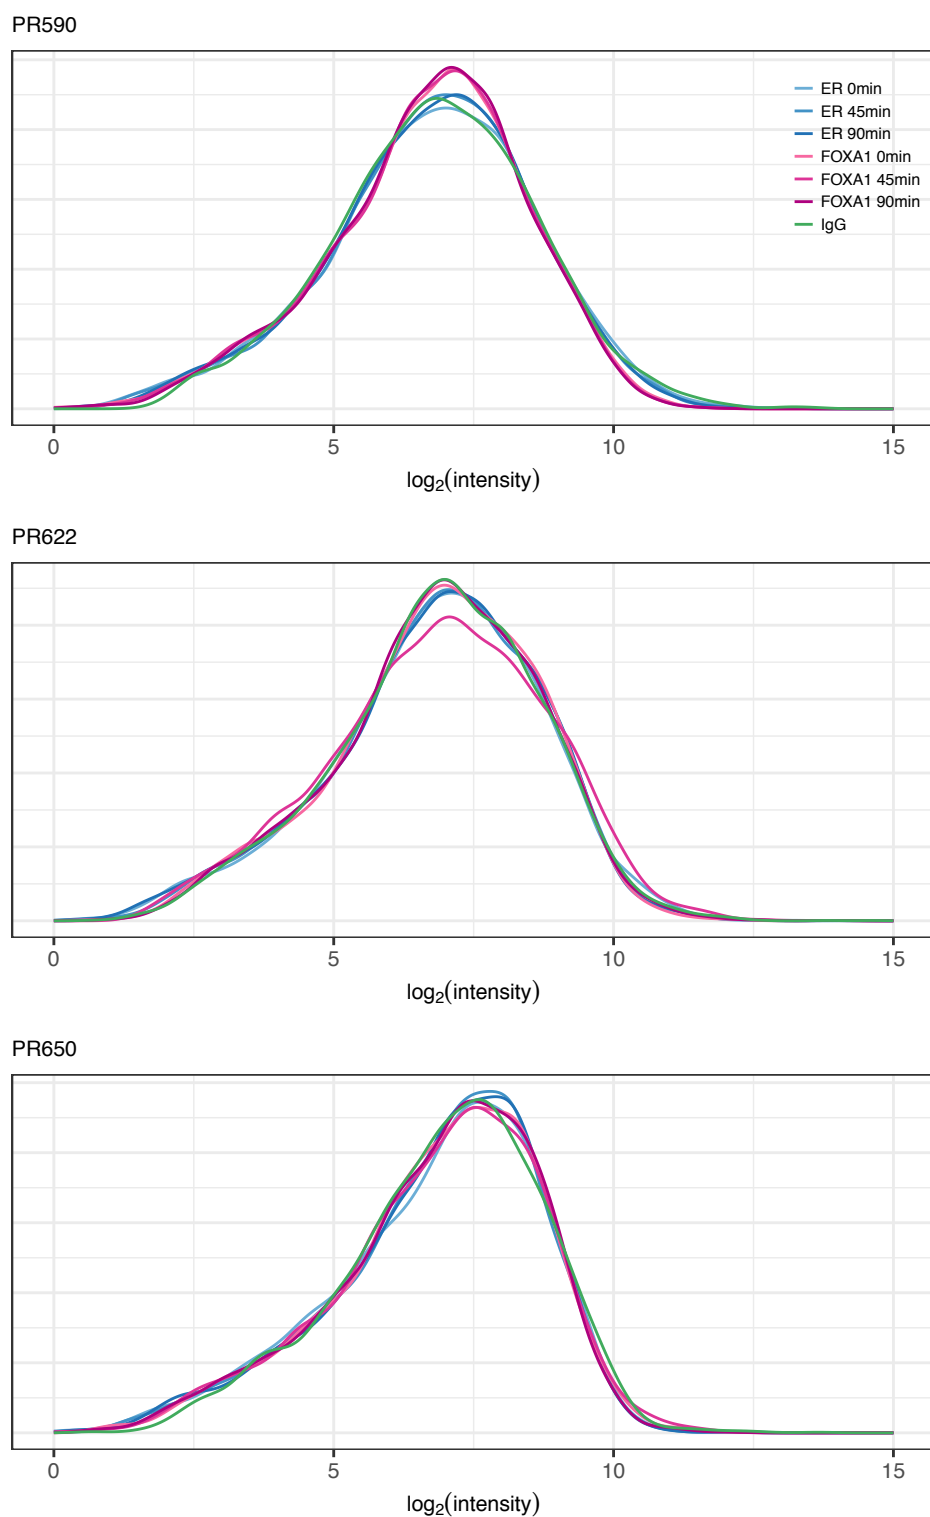 PR590
ER 0min
ER 45min
ER 90min
FOXA1 0min
FOXA1 45min
FOXA1 90min
IgG
0 5 10 15
log₂(intensity)
PR622
0 5 10 15
log₂(intensity)
PR650
0 5 10 15
log₂(intensity)